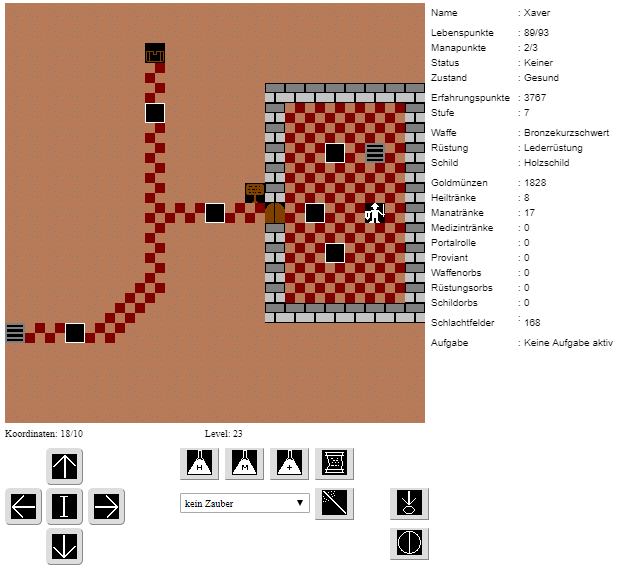 Name : Xaver
Lebenspunkte : 89/93
Manapunkte : 2/3
Status : Keiner
Zustand : Gesund
Erfahrungspunkte : 3767
Stufe : 7
Waffe : Bronzekurzschwert
Rüstung : Lederrüstung
Schild : Holzschild
Goldmünzen : 1828
Heiltränke : 8
Manatränke : 17
Medizintränke : 0
Portalrolle : 0
Proviant : 0
Waffenorbs : 0
Rüstungsorbs : 0
Schildorbs : 0
Schlachtfelder : 168
Aufgabe : Keine Aufgabe aktiv
Koordinaten: 18/10 Level: 23
H M +
kein Zauber